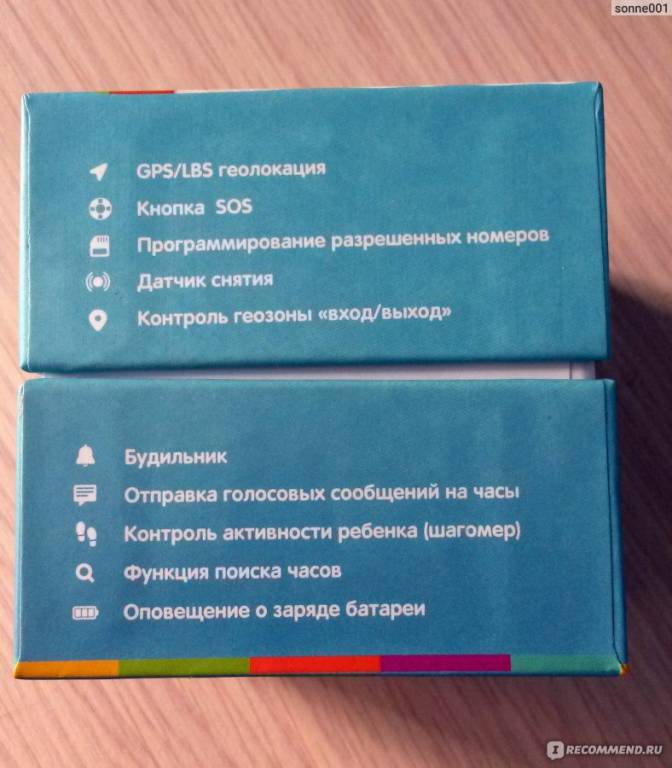 sonne001
GPS/LBS геолокация
Кнопка SOS
Программирование разрешенных номеров
Датчик снятия
Контроль геозоны «вход/выход»
Будильник
Отправка голосовых сообщений на часы
Контроль активности ребенка (шагомер)
Функция поиска часов
Оповещение о заряде батареи
I RECOMMEND.RU